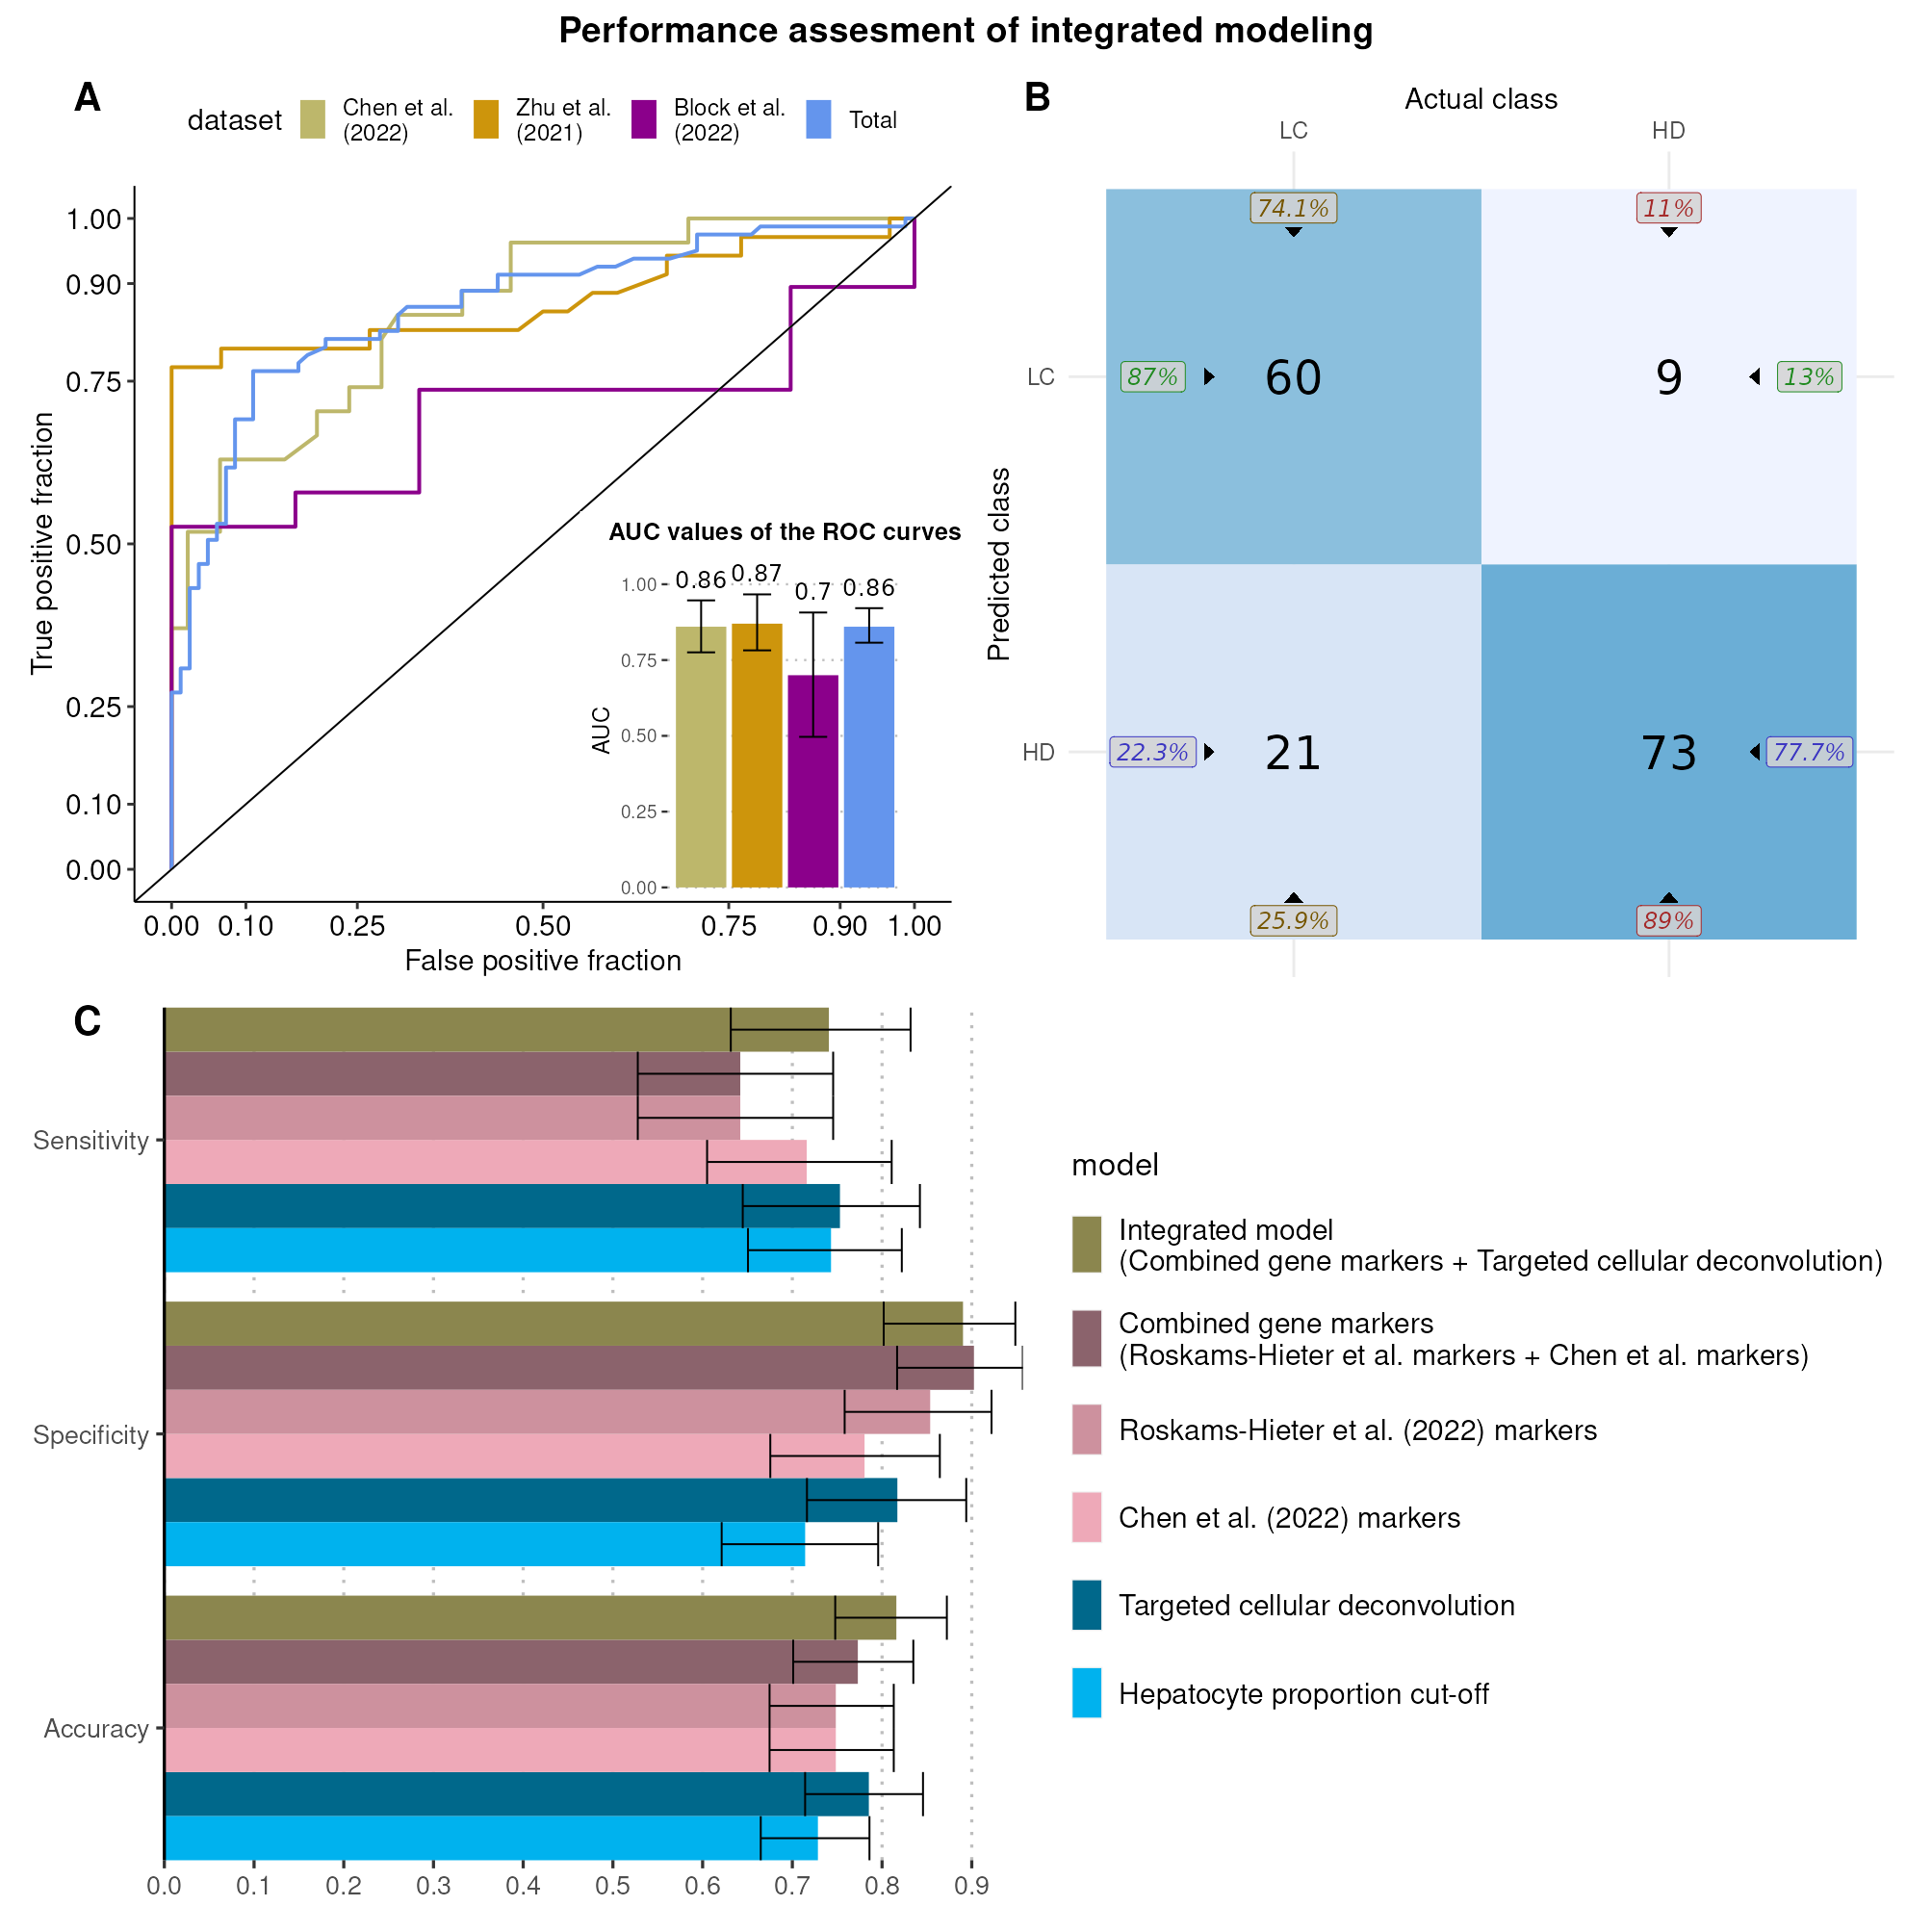 Performance assesment of integrated modeling
A
dataset
Chen et al.
(2022)
Zhu et al.
(2021)
Block et al.
(2022)
Total
True positive fraction
1.00
0.90
0.75
0.50
0.25
0.10
0.00
0.00 0.10 0.25 0.50 0.75 0.90 1.00
False positive fraction
AUC values of the ROC curves
AUC
1.00
0.75
0.50
0.25
0.00
0.86 0.87 0.7 0.86
B
Actual class
LC HD
Predicted class
74.1% 11%
LC 87% 60 9 13%
HD 22.3% 21 73 77.7%
25.9% 89%
C
Sensitivity
Specificity
Accuracy
0.0 0.1 0.2 0.3 0.4 0.5 0.6 0.7 0.8 0.9
model
Integrated model
(Combined gene markers + Targeted cellular deconvolution)
Combined gene markers
(Roskams-Hieter et al. markers + Chen et al. markers)
Roskams-Hieter et al. (2022) markers
Chen et al. (2022) markers
Targeted cellular deconvolution
Hepatocyte proportion cut-off